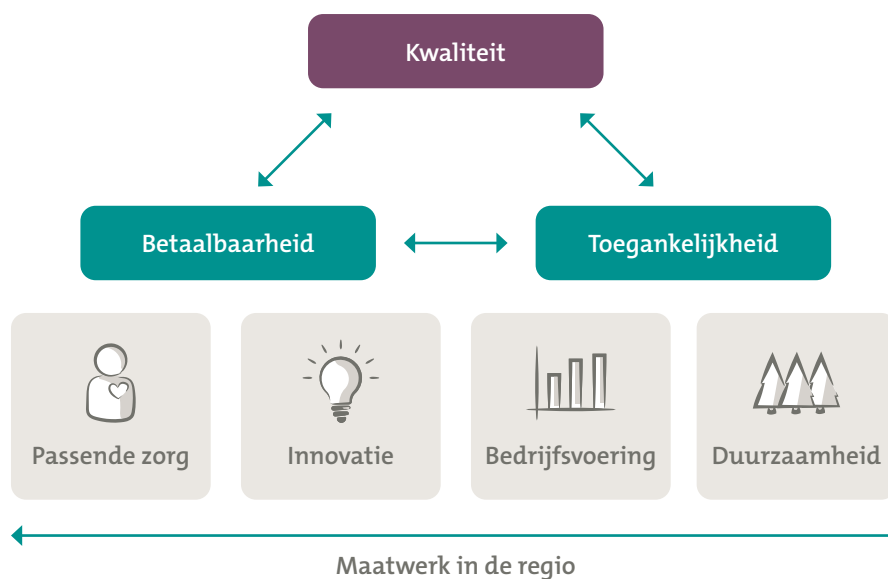 Kwaliteit
Betaalbaarheid
Toegankelijkheid
Passende zorg
Innovatie
Bedrijfsvoering
Duurzaamheid
Maatwerk in de regio